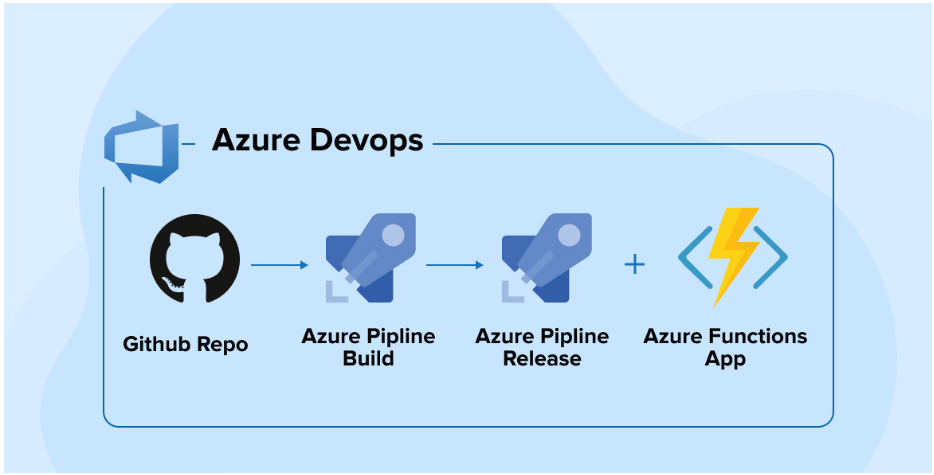 Azure Devops
Github Repo
Azure Pipline
Build
Azure Pipline
Release
+
Azure Functions
App